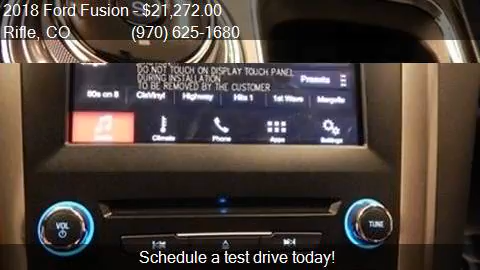 2018 Ford Fusion - $21,272.00
Rifle, CO (970) 625-1680
DO NOT TOUCH ON DISPLAY TOUCH PANEL
DURING INSTALLATION
TO BE REMOVED BY THE CUSTOMER
Presets
80s on 8 ClsVinyl Highway Hits 1 1st Wave Margvlle
Climate Phone Apps Settings
VOL
TUNE
Schedule a test drive today!